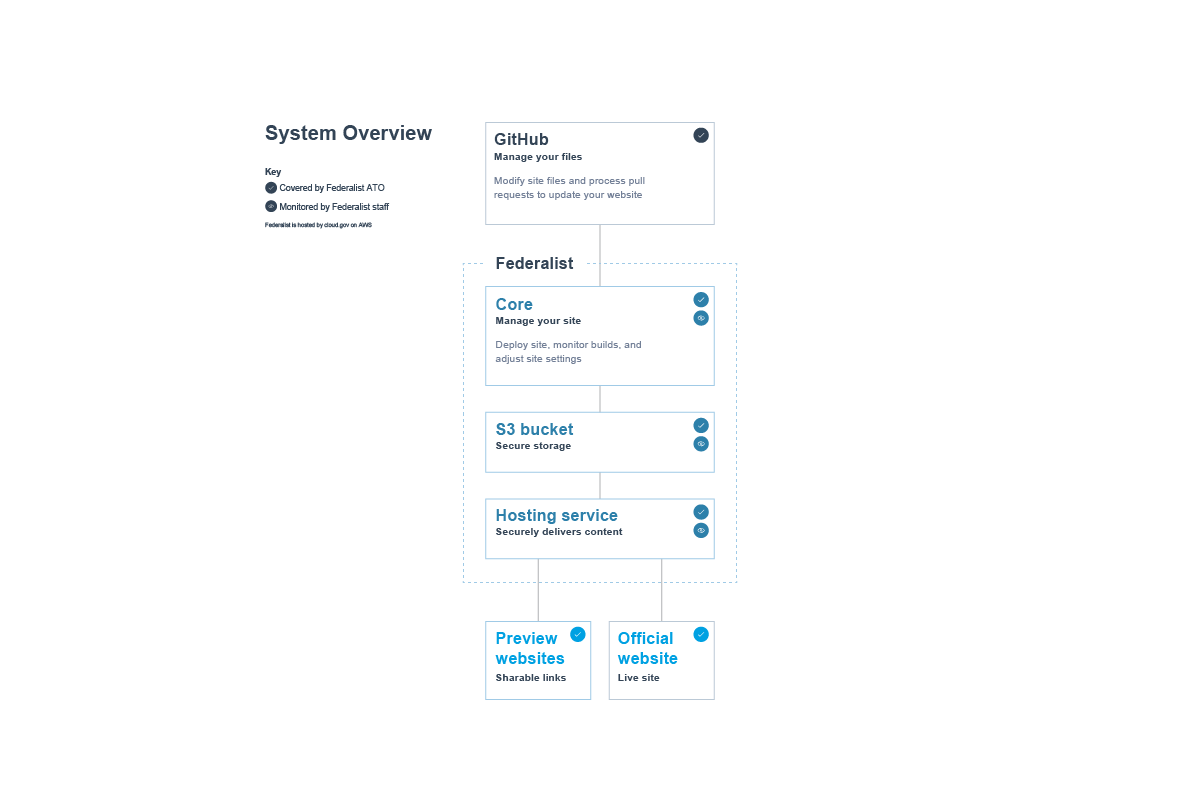 System Overview
Key
Covered by Federalist ATO
Monitored by Federalist staff
Federalist is hosted by cloud.gov on AWS
GitHub
Manage your files
Modify site files and process pull
requests to update your website
Federalist
Core
Manage your site
Deploy site, monitor builds, and
adjust site settings
S3 bucket
Secure storage
Hosting service
Securely delivers content
Preview
websites
Sharable links
Official
website
Live site